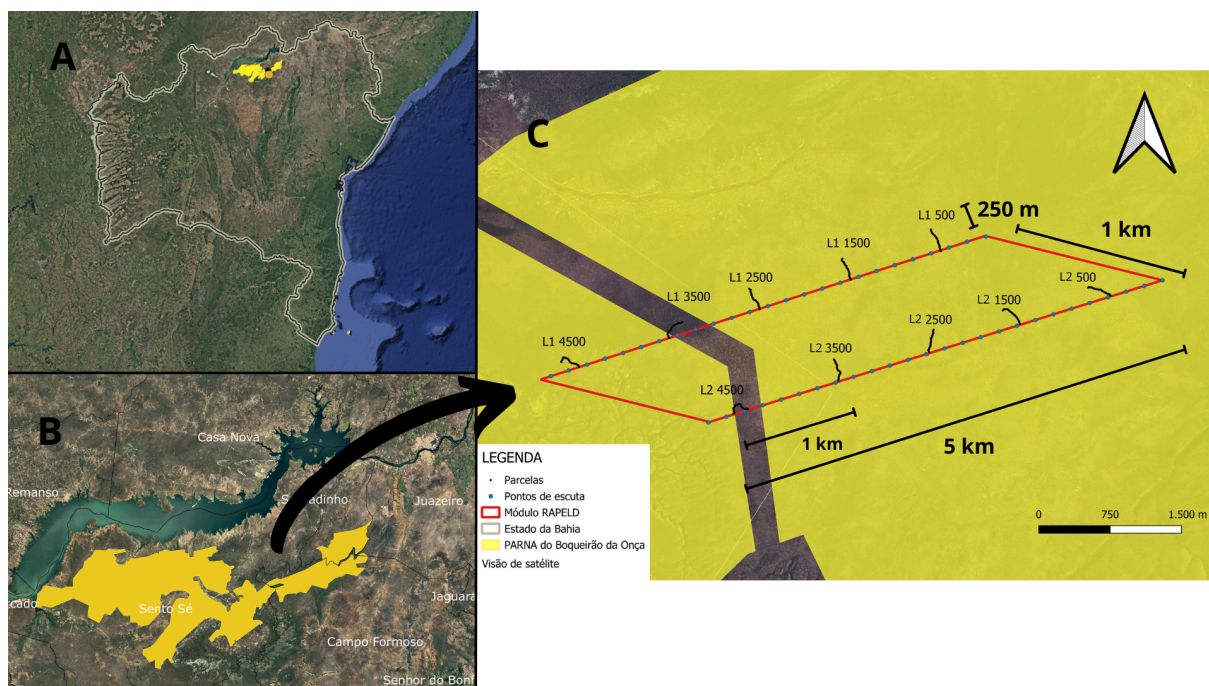 A
B
Casa Nova
Remanso
Juazeiro
Sento Sé
Jaguara
Campo Formoso
Senhor do Bonf
C
250 m
1 km
L1 500
L1 1500
L1 2500
L1 3500
L1 4500
L2 500
L2 1500
L2 2500
L2 3500
L2 4500
1 km
5 km
LEGENDA
Parcelas
Pontos de escuta
Módulo RAPELD
Estado da Bahia
PARNA do Boqueirão da Onça
Visão de satélite
0 750 1.500 m